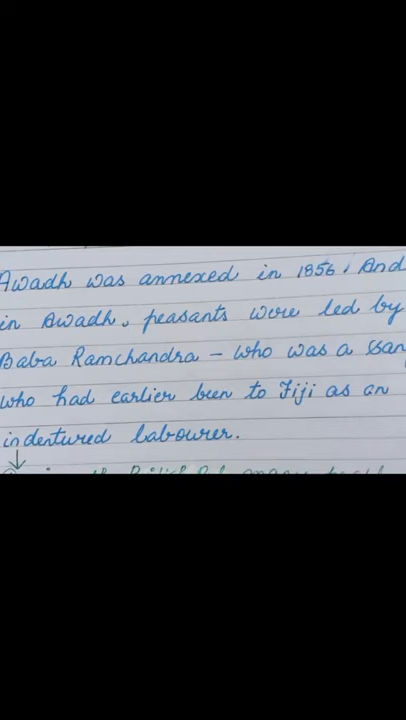 Awadh was annexed in 1856. And
in Awadh, peasants were led by
Baba Ramchandra - who was a
who had earlier been to Fiji as an
indentured labourer.